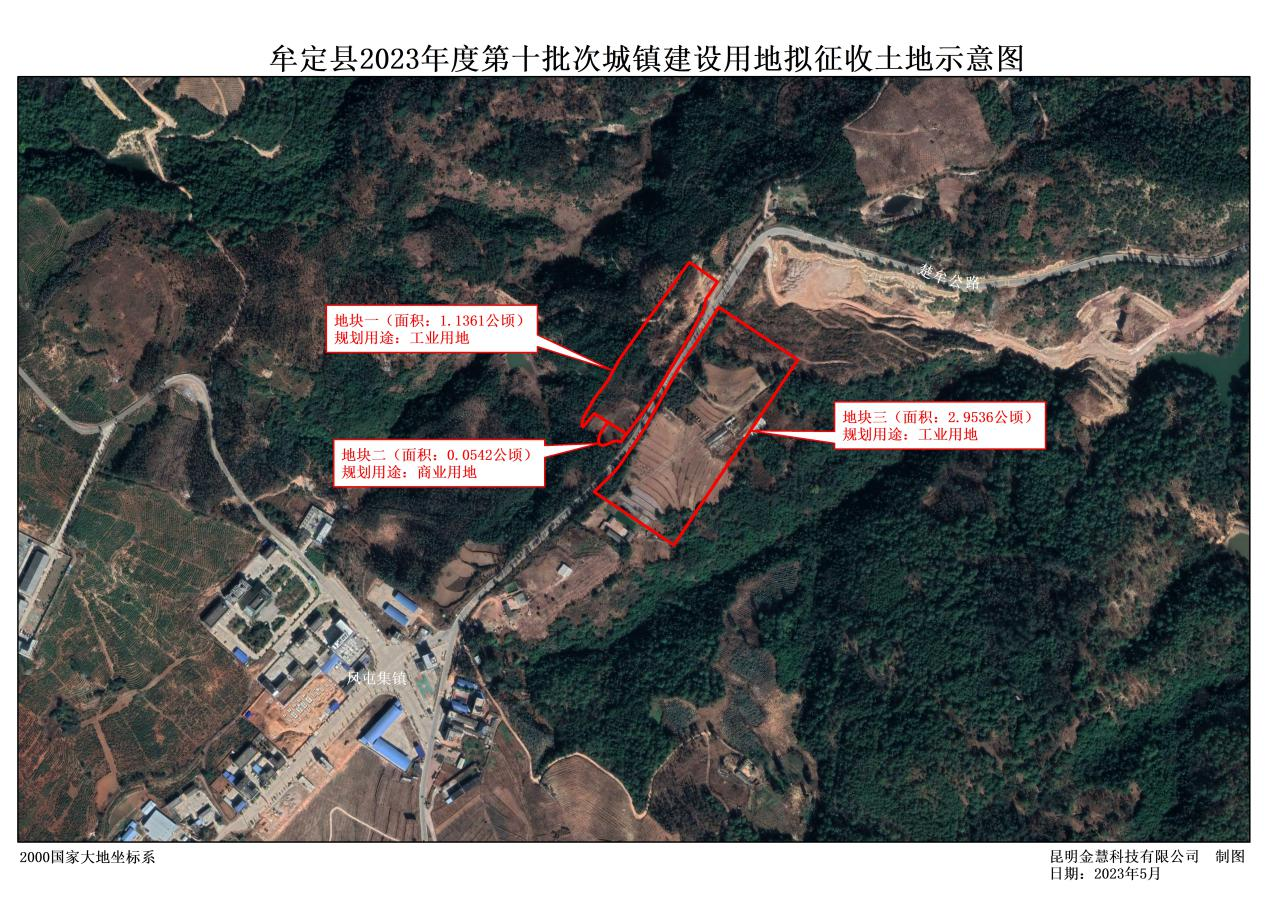 牟定县2023年度第十批次城镇建设用地拟征收土地示意图
楚牟公路
地块一（面积：1.1361公顷）
规划用途：工业用地
地块三（面积：2.9536公顷）
规划用途：工业用地
地块二（面积：0.0542公顷）
规划用途：商业用地
风屯集镇
2000国家大地坐标系
昆明金慧科技有限公司 制图
日期：2023年5月